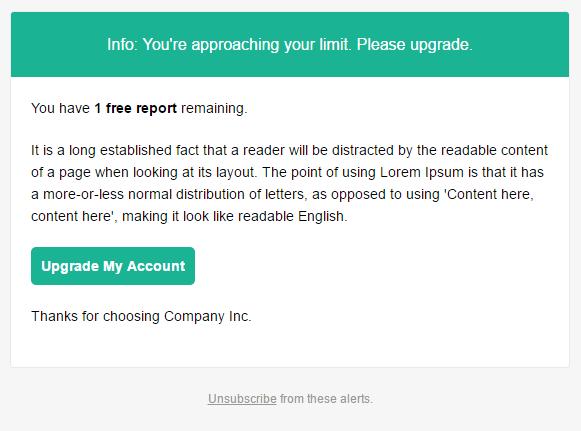 Info: You're approaching your limit. Please upgrade.
You have 1 free report remaining.
It is a long established fact that a reader will be distracted by the readable content
of a page when looking at its layout. The point of using Lorem Ipsum is that it has
a more-or-less normal distribution of letters, as opposed to using 'Content here,
content here', making it look like readable English.
Upgrade My Account
Thanks for choosing Company Inc.
Unsubscribe from these alerts.